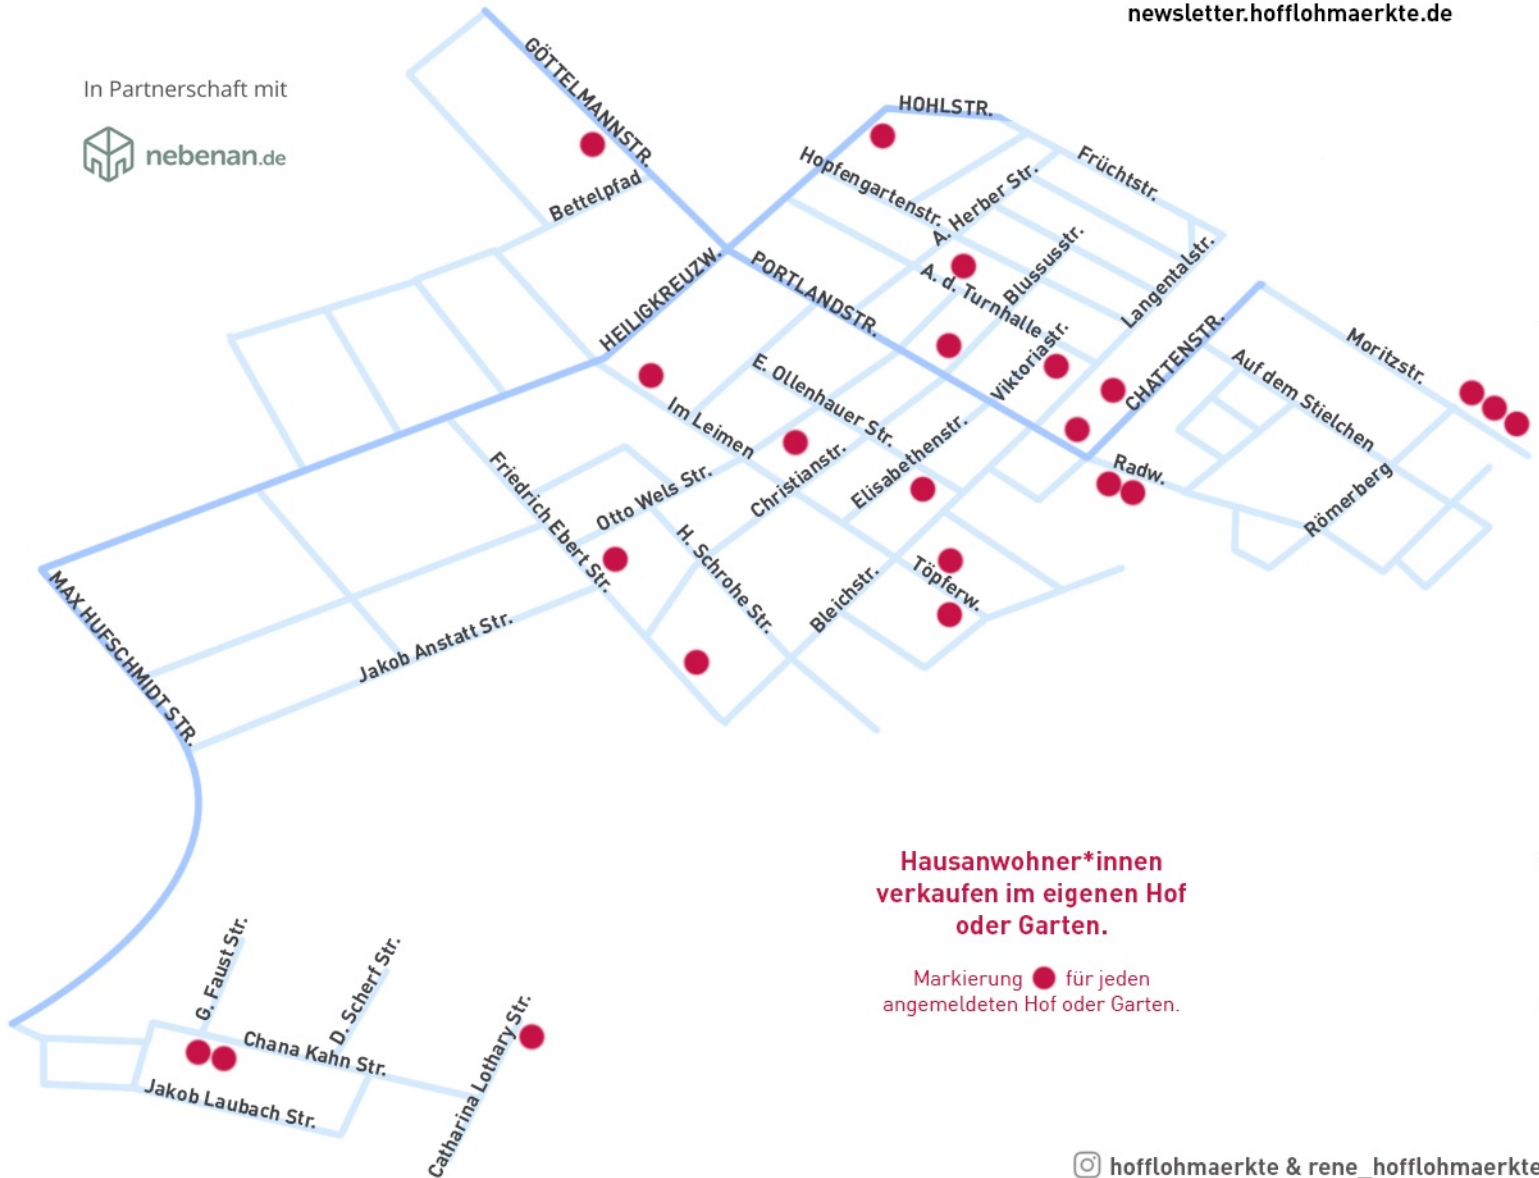 newsletter.hofflohmaerkte.de
In Partnerschaft mit
nebenan.de
GÖTTELMANNSTR.
HOHLSTR.
Früchtstr.
Hopfengartenstr.
A. Herber Str.
Bettelpfad
Blussusstr.
Langentalstr.
HEILIGKREUZW.
PORTLANDSTR.
A. d. Turnhalle
Viktoriastr.
CHATTENSTR.
Moritzstr.
Auf dem Stielchen
E. Ollenhauer Str.
Im Leimen
Elisabethenstr.
Christianstr.
Radw.
Römerberg
Friedrich Ebert Str.
Otto Wels Str.
H. Schrohe Str.
Bleichstr.
Töpferw.
MAX HUFSCHMIDT STR.
Jakob Anstatt Str.
Hausanwohner*innen
verkaufen im eigenen Hof
oder Garten.
Markierung für jeden
angemeldeten Hof oder Garten.
G. Faust Str.
D. Scherf Str.
Chana Kahn Str.
Catharina Lothary Str.
Jakob Laubach Str.
hofflohmaerkte & rene_hofflohmaerkte